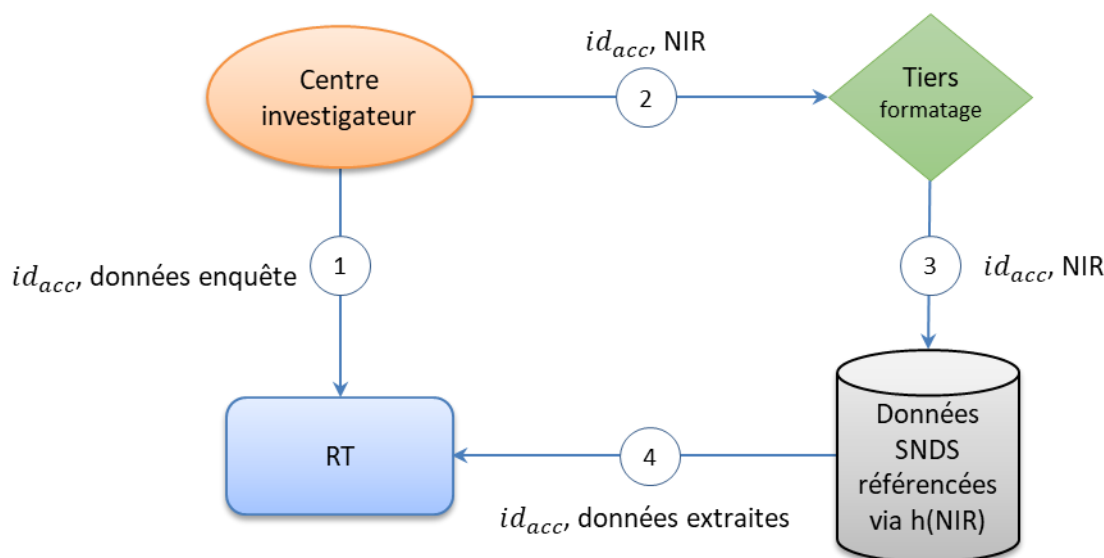 id_acc, NIR
Centre
investigateur
2
Tiers
formatage
id_acc, données enquête
1
3
id_acc, NIR
RT
4
Données
SNDS
référencées
via h(NIR)
id_acc, données extraites